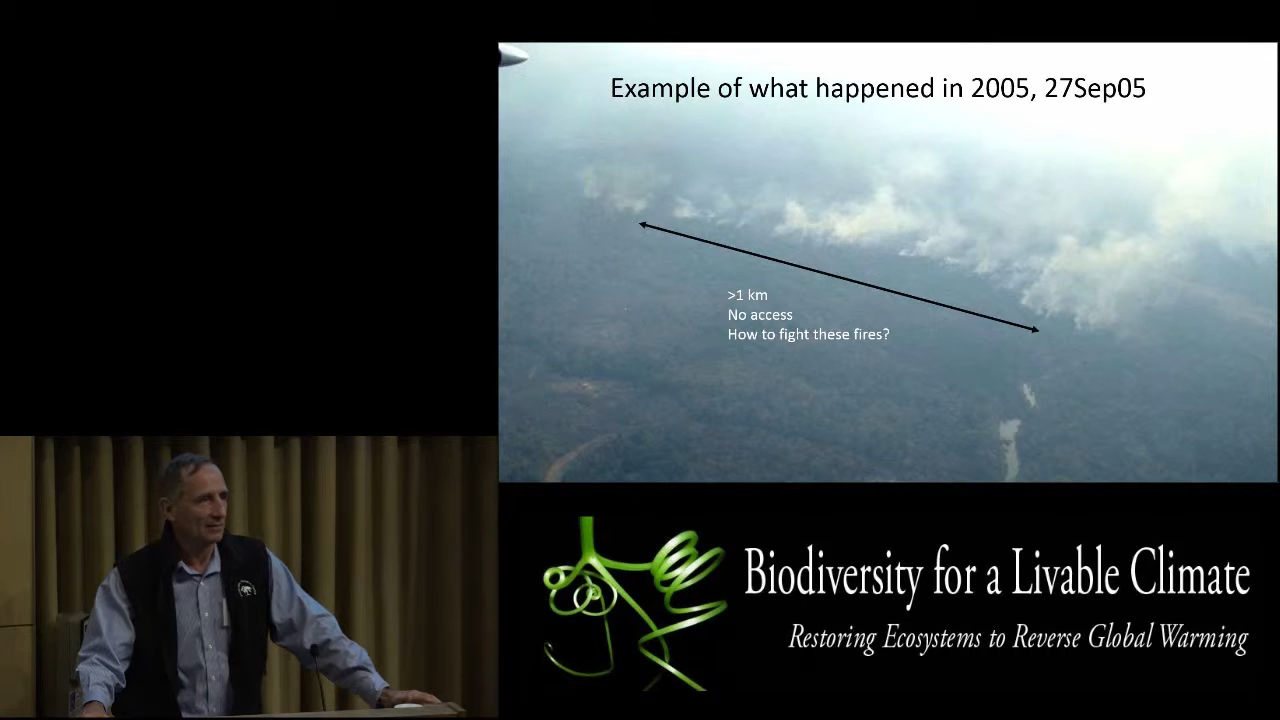 Example of what happened in 2005, 27Sep05
>1 km
No access
How to fight these fires?
Biodiversity for a Livable Climate
Restoring Ecosystems to Reverse Global Warming